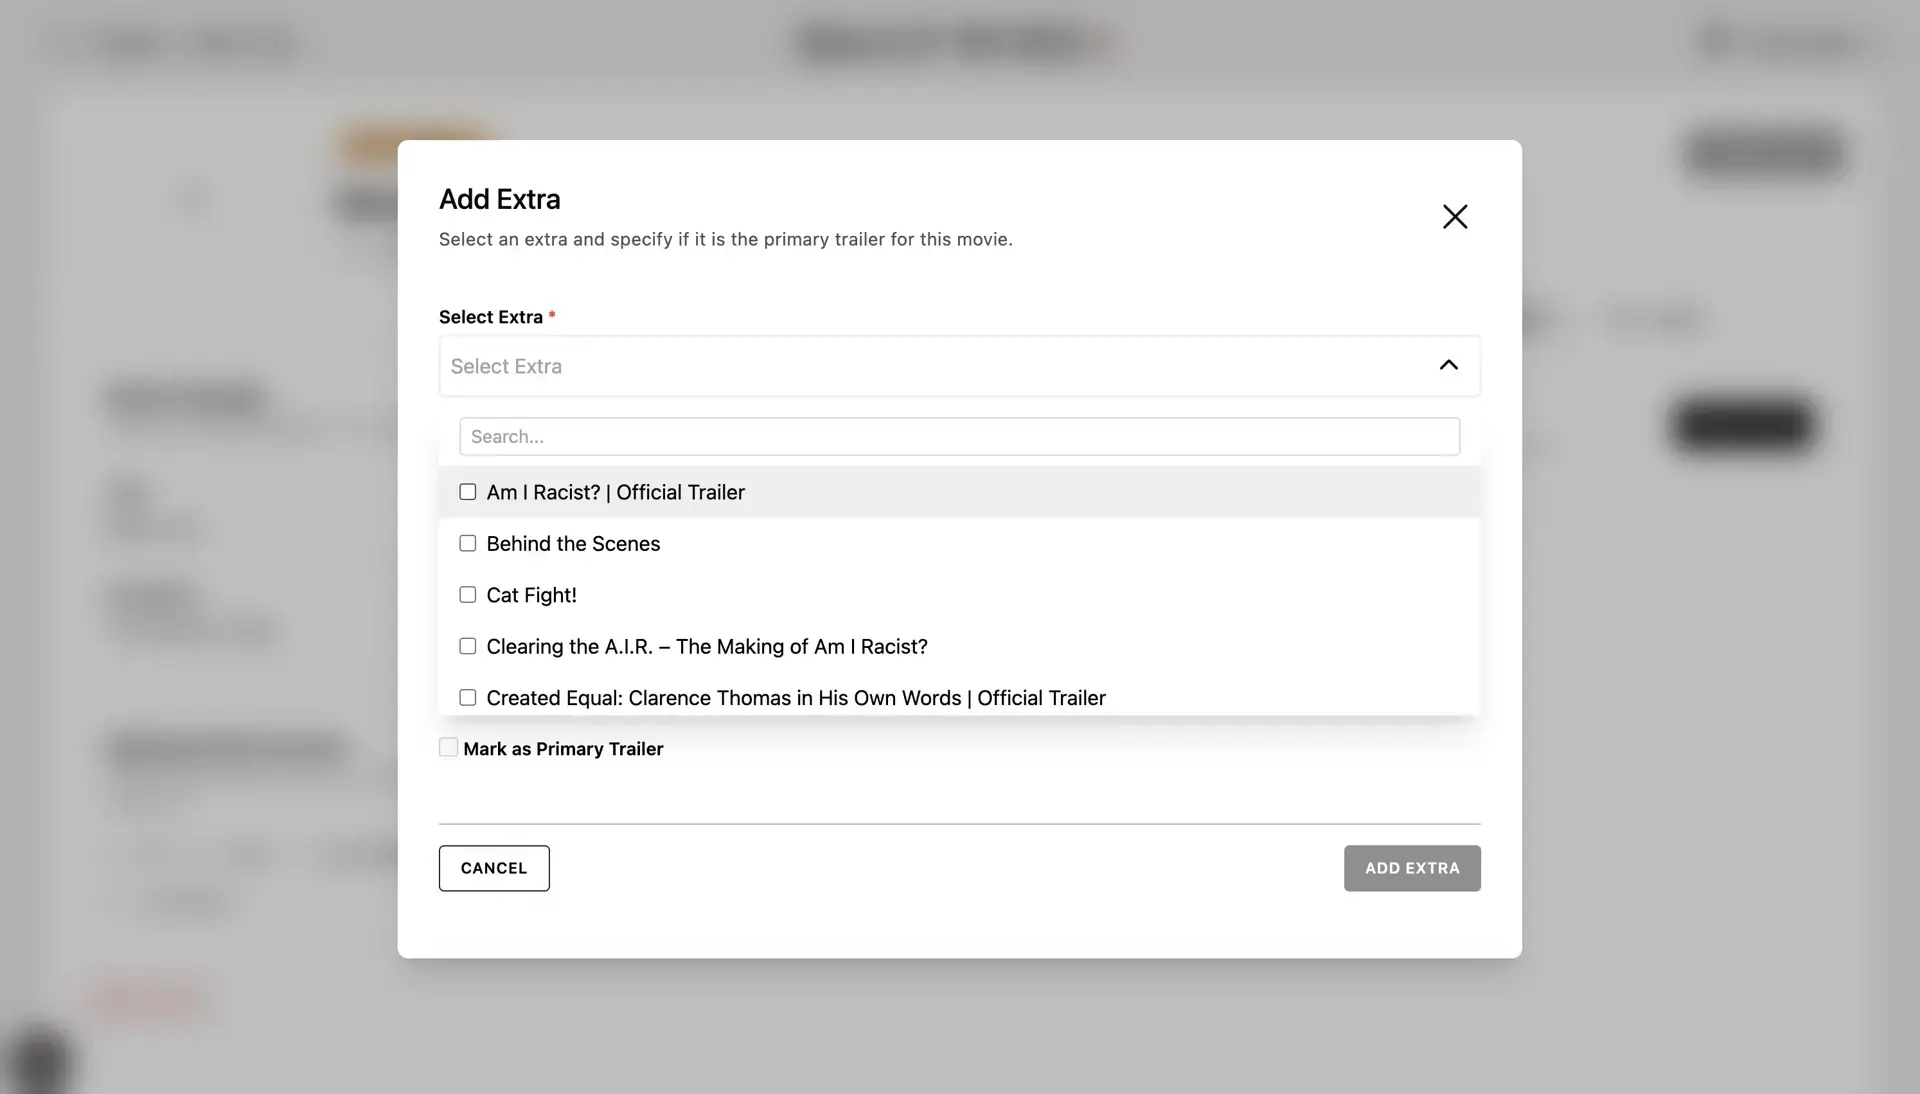 Add Extra
Select an extra and specify if it is the primary trailer for this movie.
Select Extra *
Select Extra
Search...
Am I Racist? | Official Trailer
Behind the Scenes
Cat Fight!
Clearing the A.I.R. – The Making of Am I Racist?
Created Equal: Clarence Thomas in His Own Words | Official Trailer
Mark as Primary Trailer
CANCEL
ADD EXTRA